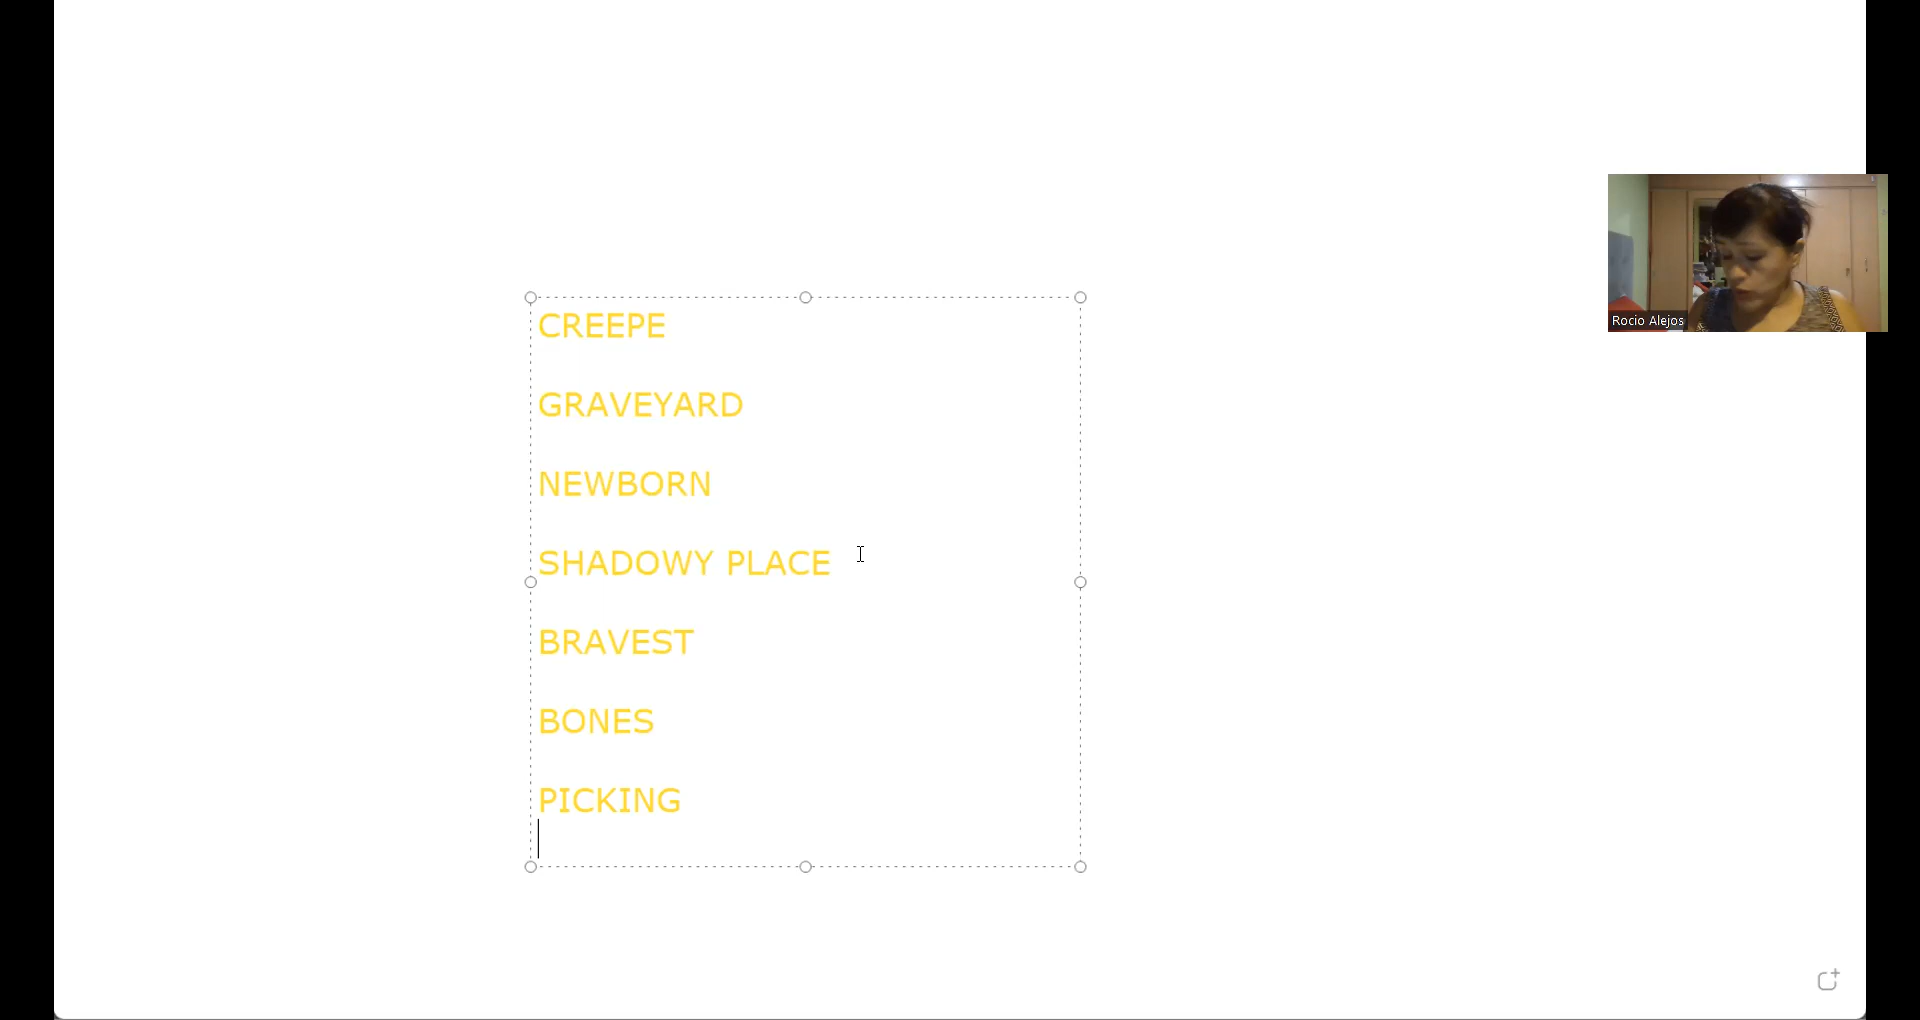 CREEPE
GRAVEYARD
NEWBORN
SHADOWY PLACE
BRAVEST
BONES
PICKING
Rocio Alejos